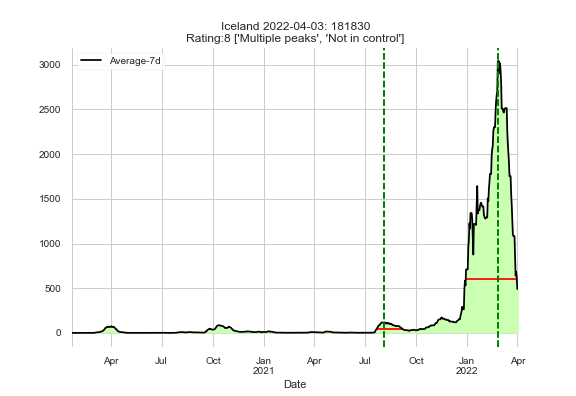 Iceland 2022-04-03: 181830
Rating:8 ['Multiple peaks', 'Not in control']
Average-7d
3000
2500
2000
1500
1000
500
0
Apr Jul Oct Jan Apr Jul Oct Jan Apr
2021 2022
Date